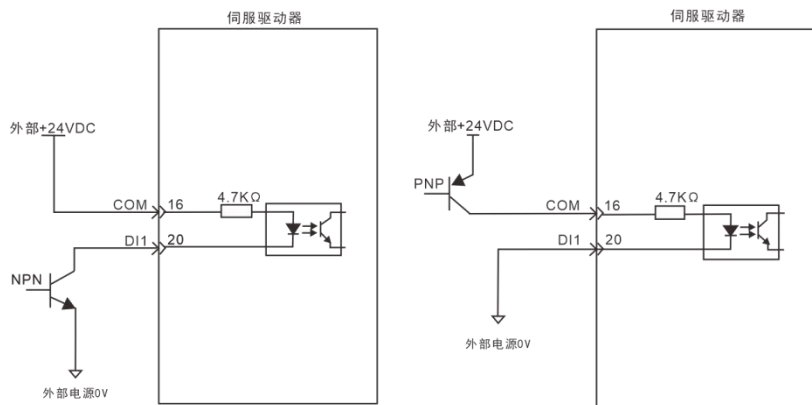 伺服驱动器
外部+24VDC
COM
16
4.7KΩ
DI1
20
NPN
外部电源0V
伺服驱动器
外部+24VDC
PNP
COM
16
4.7KΩ
DI1
20
外部电源0V